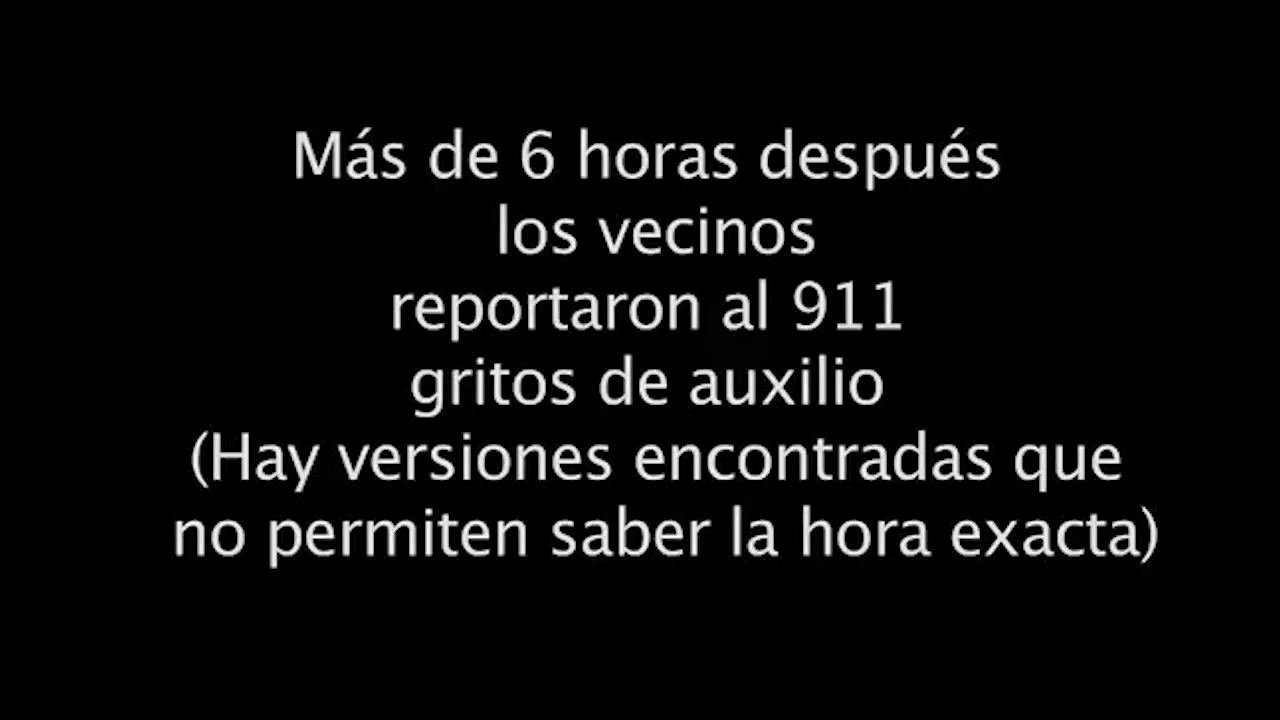 Más de 6 horas después
los vecinos
reportaron al 911
gritos de auxilio
(Hay versiones encontradas que
no permiten saber la hora exacta)